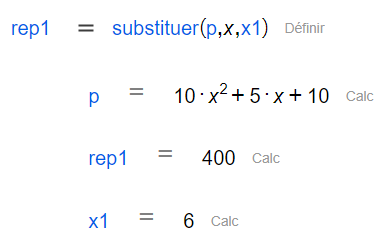 rep1 = substituer(p,x,x1) Définir
p = 10·x²+5·x+10 Calc
rep1 = 400 Calc
x1 = 6 Calc